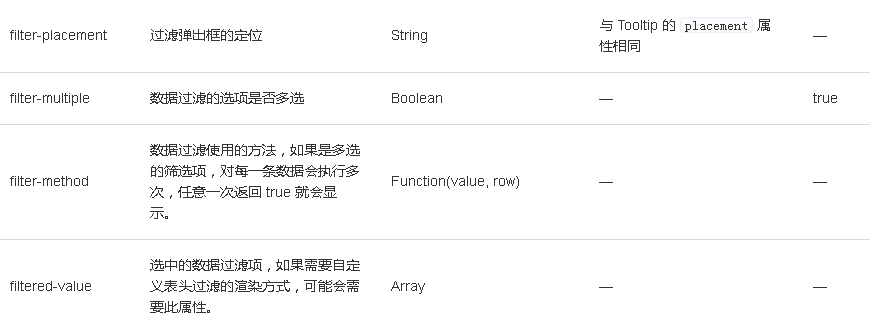 filter-placement 过滤弹出框的定位 String 与 Tooltip 的 placement 属性相同 —
filter-multiple 数据过滤的选项是否多选 Boolean — true
filter-method 数据过滤使用的方法，如果是多选的筛选项，对每一条数据会执行多次，任意一次返回 true 就会显示。 Function(value, row) — —
filtered-value 选中的数据过滤项，如果需要自定义表头过滤的渲染方式，可能会需要此属性。 Array — —